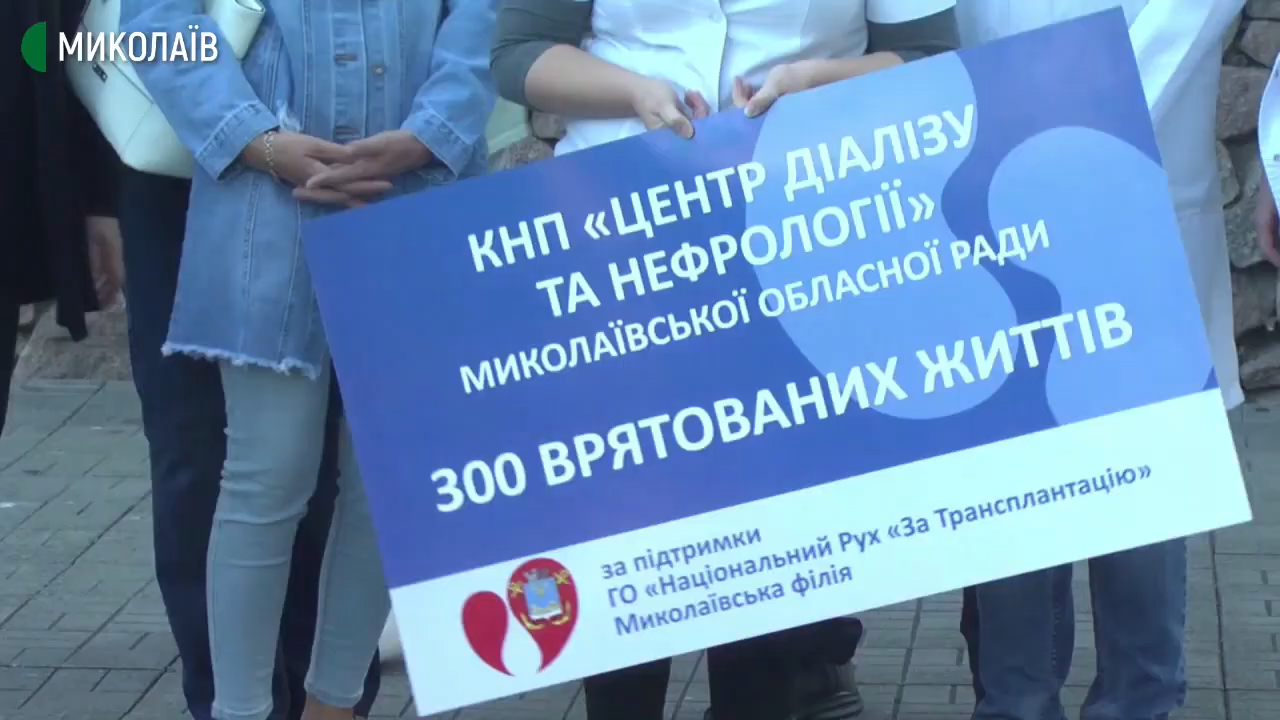 МИКОЛАЇВ
КНП «ЦЕНТР ДІАЛІЗУ
ТА НЕФРОЛОГІЇ»
МИКОЛАЇВСЬКОЇ ОБЛАСНОЇ РАДИ
300 ВРЯТОВАНИХ ЖИТТІВ
за підтримки
ГО «Національний Рух «За Трансплантацію»
Миколаївська філія